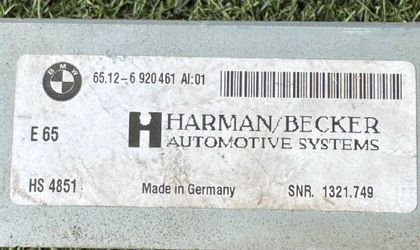 BMW
65.12-6 920 461 AI:01
E 65
HARMAN/BECKER
AUTOMOTIVE SYSTEMS
HS 4851
Made in Germany
SNR. 1321.749